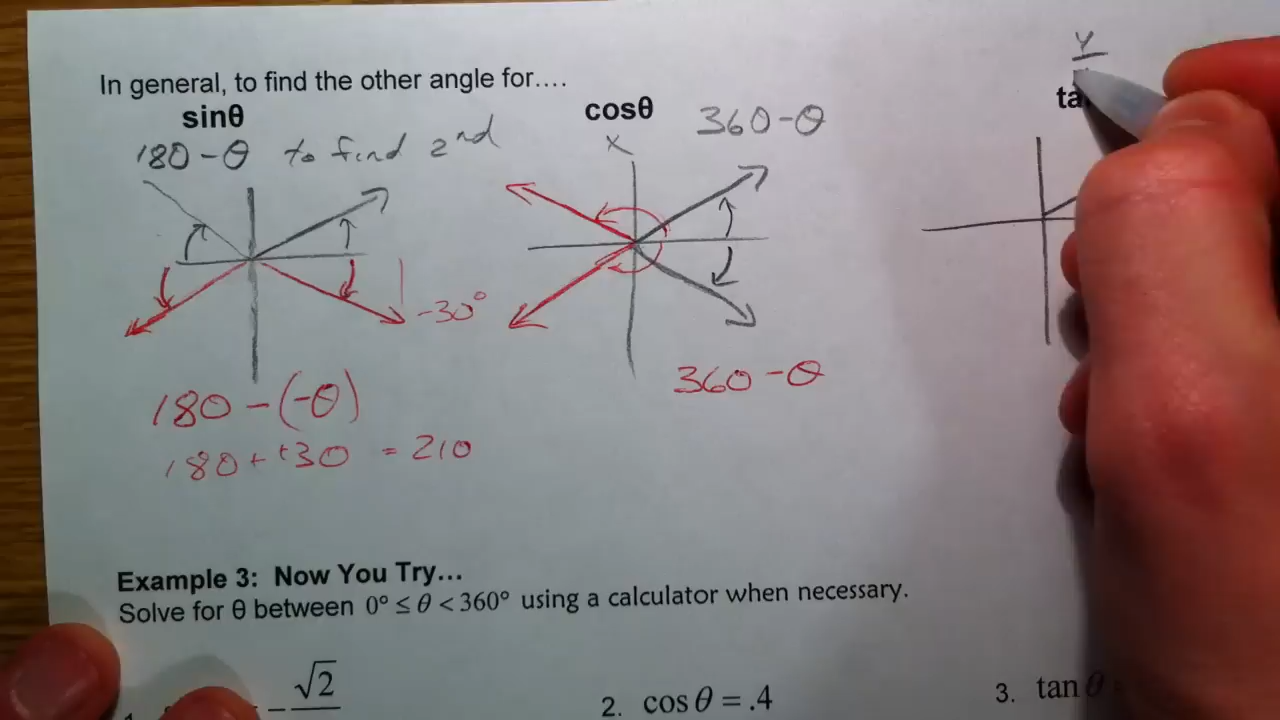 In general, to find the other angle for....
sinθ
180-θ to find 2nd
-30°
180-(-θ)
180++30 = 210
cosθ 360-θ
x
360-θ
y
Example 3: Now You Try...
Solve for θ between 0° ≤ θ < 360° using a calculator when necessary.
-√2
2. cosθ = .4
3. tan θ